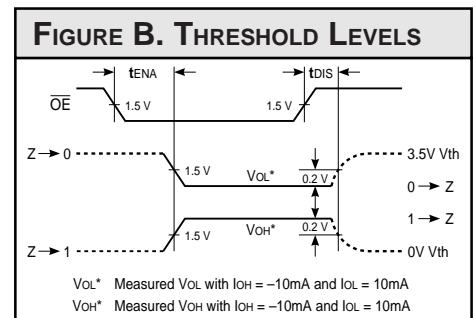 FIGURE B. THRESHOLD LEVELS
tENA tDIS
OE 1.5 V 1.5 V
Z → 0 1.5 V VOL* 0.2 V 3.5V Vth
0 → Z
1 → Z
Z → 1 1.5 V VOH* 0.2 V 0V Vth
VOL* Measured VOL with IOH = –10mA and IOL = 10mA
VOH* Measured VOH with IOH = –10mA and IOL = 10mA